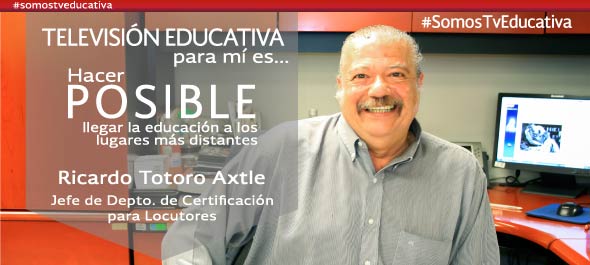 #somostveducativa
#SomosTvEducativa
TELEVISIÓN EDUCATIVA
para mí es...
Hacer
POSIBLE
llegar la educación a los
lugares más distantes
Ricardo Totoro Axtle
Jefe de Depto. de Certificación
para Locutores